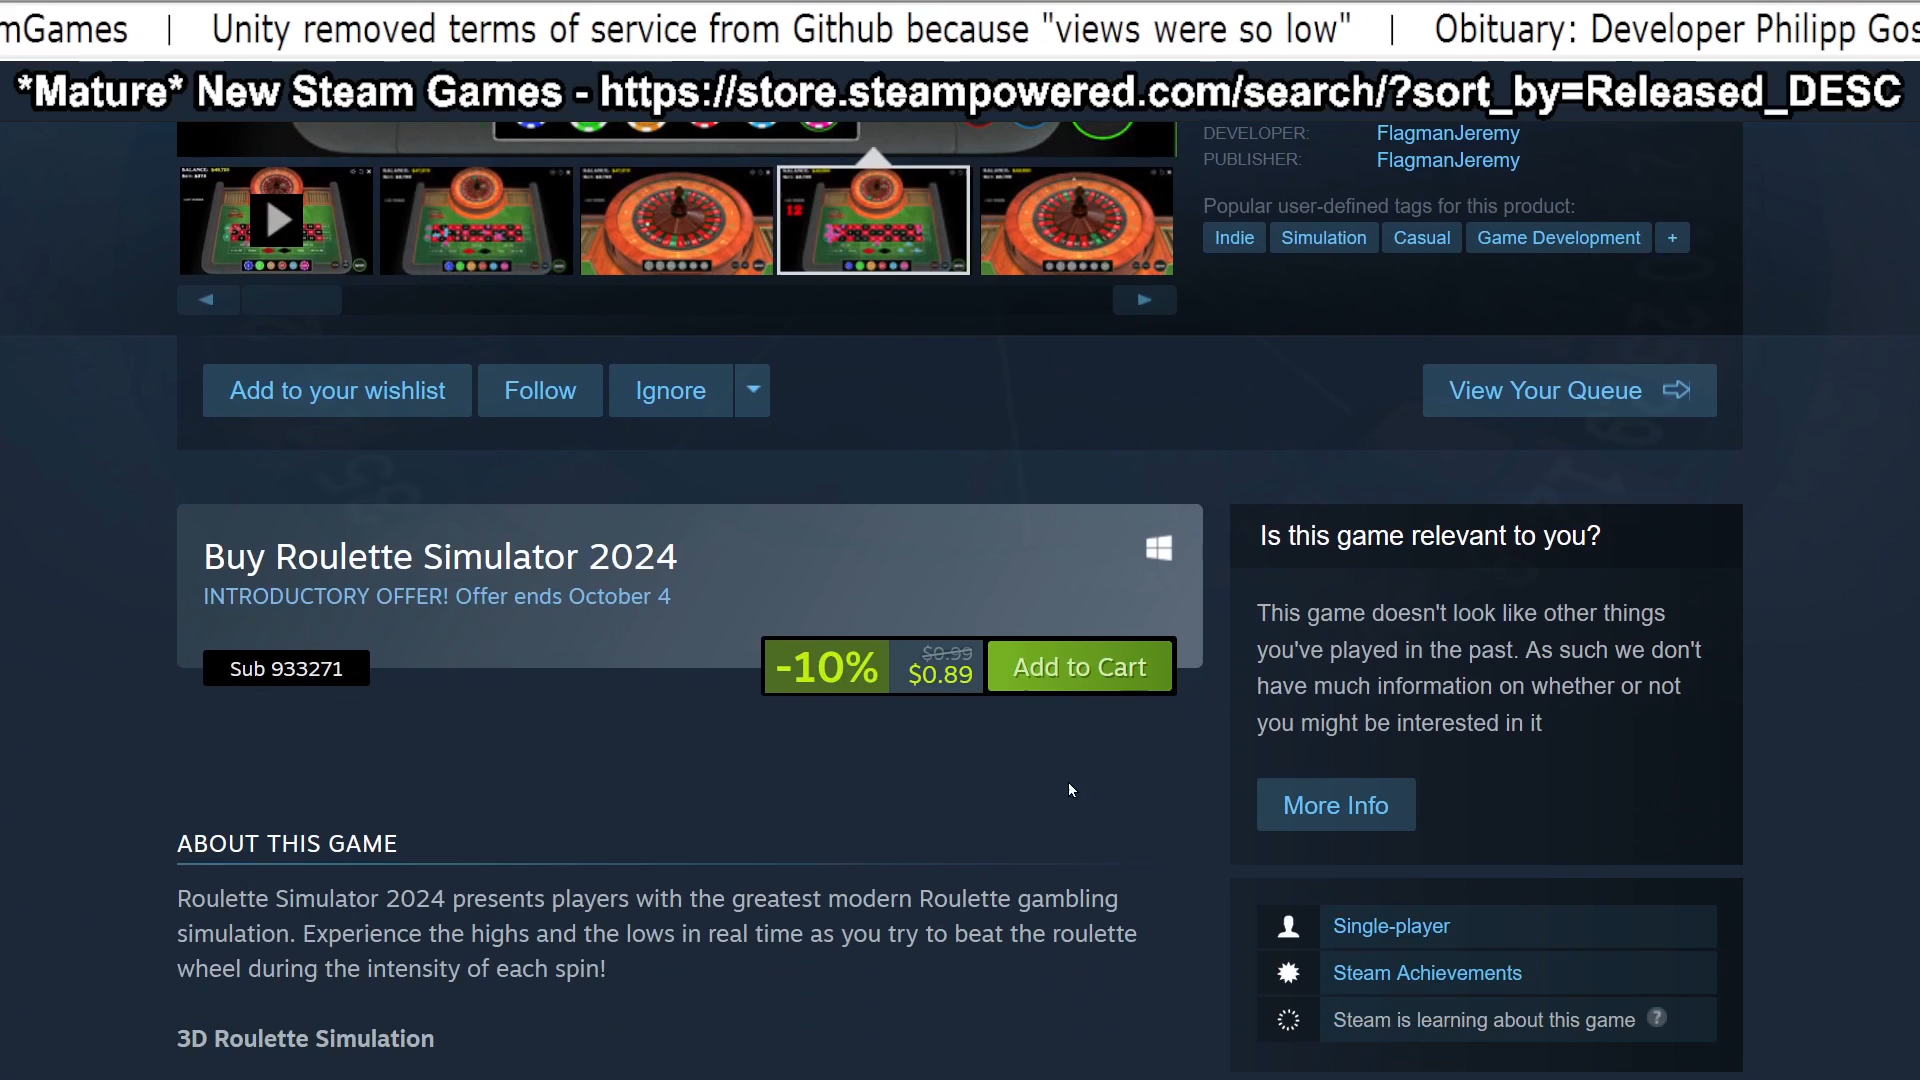 mGames | Unity removed terms of service from Github because "views were so low" | Obituary: Developer Philipp Gos
*Mature* New Steam Games - https://store.steampowered.com/search/?sort_by=Released_DESC
DEVELOPER: FlagmanJeremy
PUBLISHER: FlagmanJeremy
Popular user-defined tags for this product:
Indie Simulation Casual Game Development +
12
Add to your wishlist Follow Ignore View Your Queue
Buy Roulette Simulator 2024
INTRODUCTORY OFFER! Offer ends October 4
Sub 933271
-10% $0.99 $0.89 Add to Cart
Is this game relevant to you?
This game doesn't look like other things
you've played in the past. As such we don't
have much information on whether or not
you might be interested in it
More Info
ABOUT THIS GAME
Roulette Simulator 2024 presents players with the greatest modern Roulette gambling
simulation. Experience the highs and the lows in real time as you try to beat the roulette
wheel during the intensity of each spin!
3D Roulette Simulation
Single-player
Steam Achievements
Steam is learning about this game ?